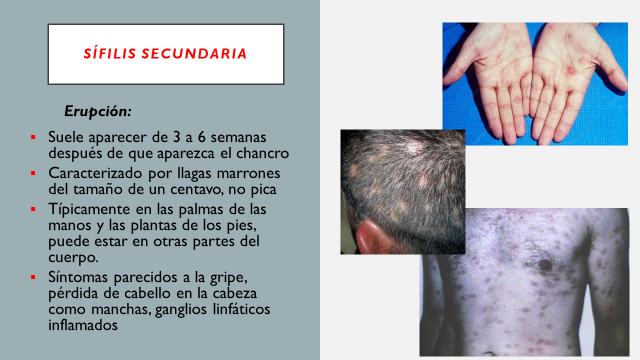 SÍFILIS SECUNDARIA
Erupción:
▪ Suele aparecer de 3 a 6 semanas
después de que aparezca el chancro
▪ Caracterizado por llagas marrones
del tamaño de un centavo, no pica
▪ Típicamente en las palmas de las
manos y las plantas de los pies,
puede estar en otras partes del
cuerpo.
▪ Síntomas parecidos a la gripe,
pérdida de cabello en la cabeza
como manchas, ganglios linfáticos
inflamados